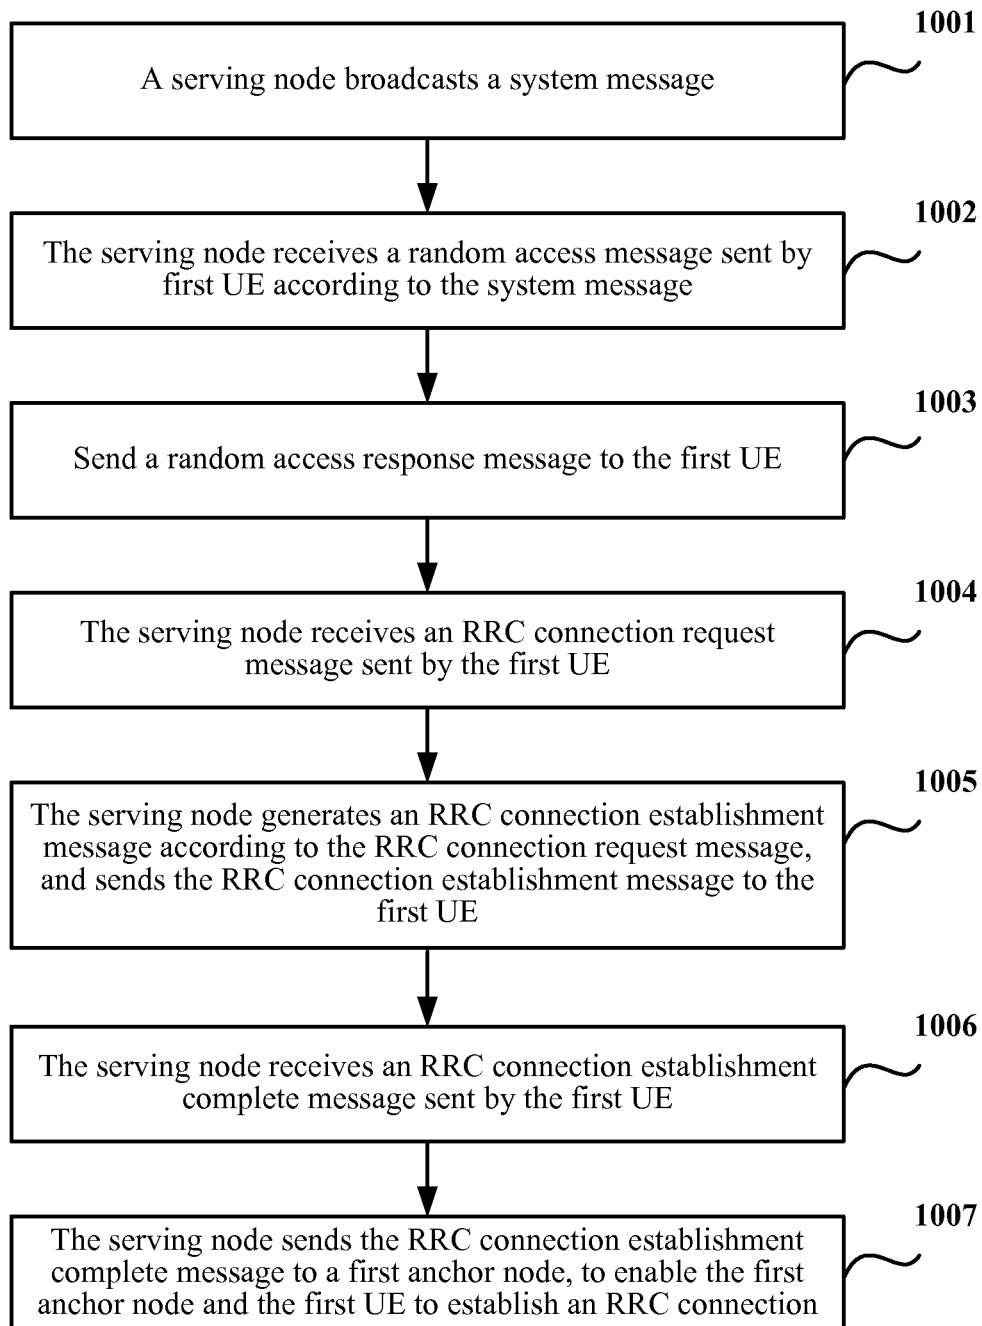 1001
A serving node broadcasts a system message
1002
The serving node receives a random access message sent by
first UE according to the system message
1003
Send a random access response message to the first UE
1004
The serving node receives an RRC connection request
message sent by the first UE
1005
The serving node generates an RRC connection establishment
message according to the RRC connection request message,
and sends the RRC connection establishment message to the
first UE
1006
The serving node receives an RRC connection establishment
complete message sent by the first UE
1007
The serving node sends the RRC connection establishment
complete message to a first anchor node, to enable the first
anchor node and the first UE to establish an RRC connection